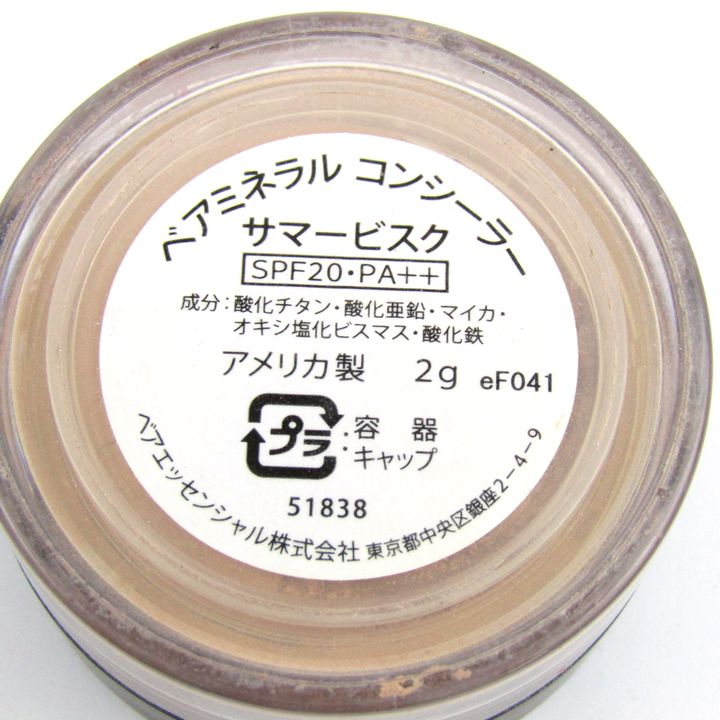 ベアミネラル コンシーラー
サマービスク
SPF20・PA++
成分：酸化チタン・酸化亜鉛・マイカ・
オキシ塩化ビスマス・酸化鉄
アメリカ製 2g eF041
プラ：容器
キャップ
51838
ベアエッセンシャル株式会社 東京都中央区銀座2-4-9